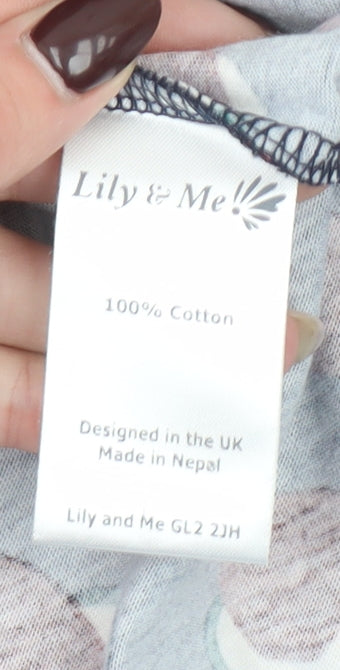 Lily & Me
100% Cotton
Designed in the UK
Made in Nepal
Lily and Me GL2 2JH